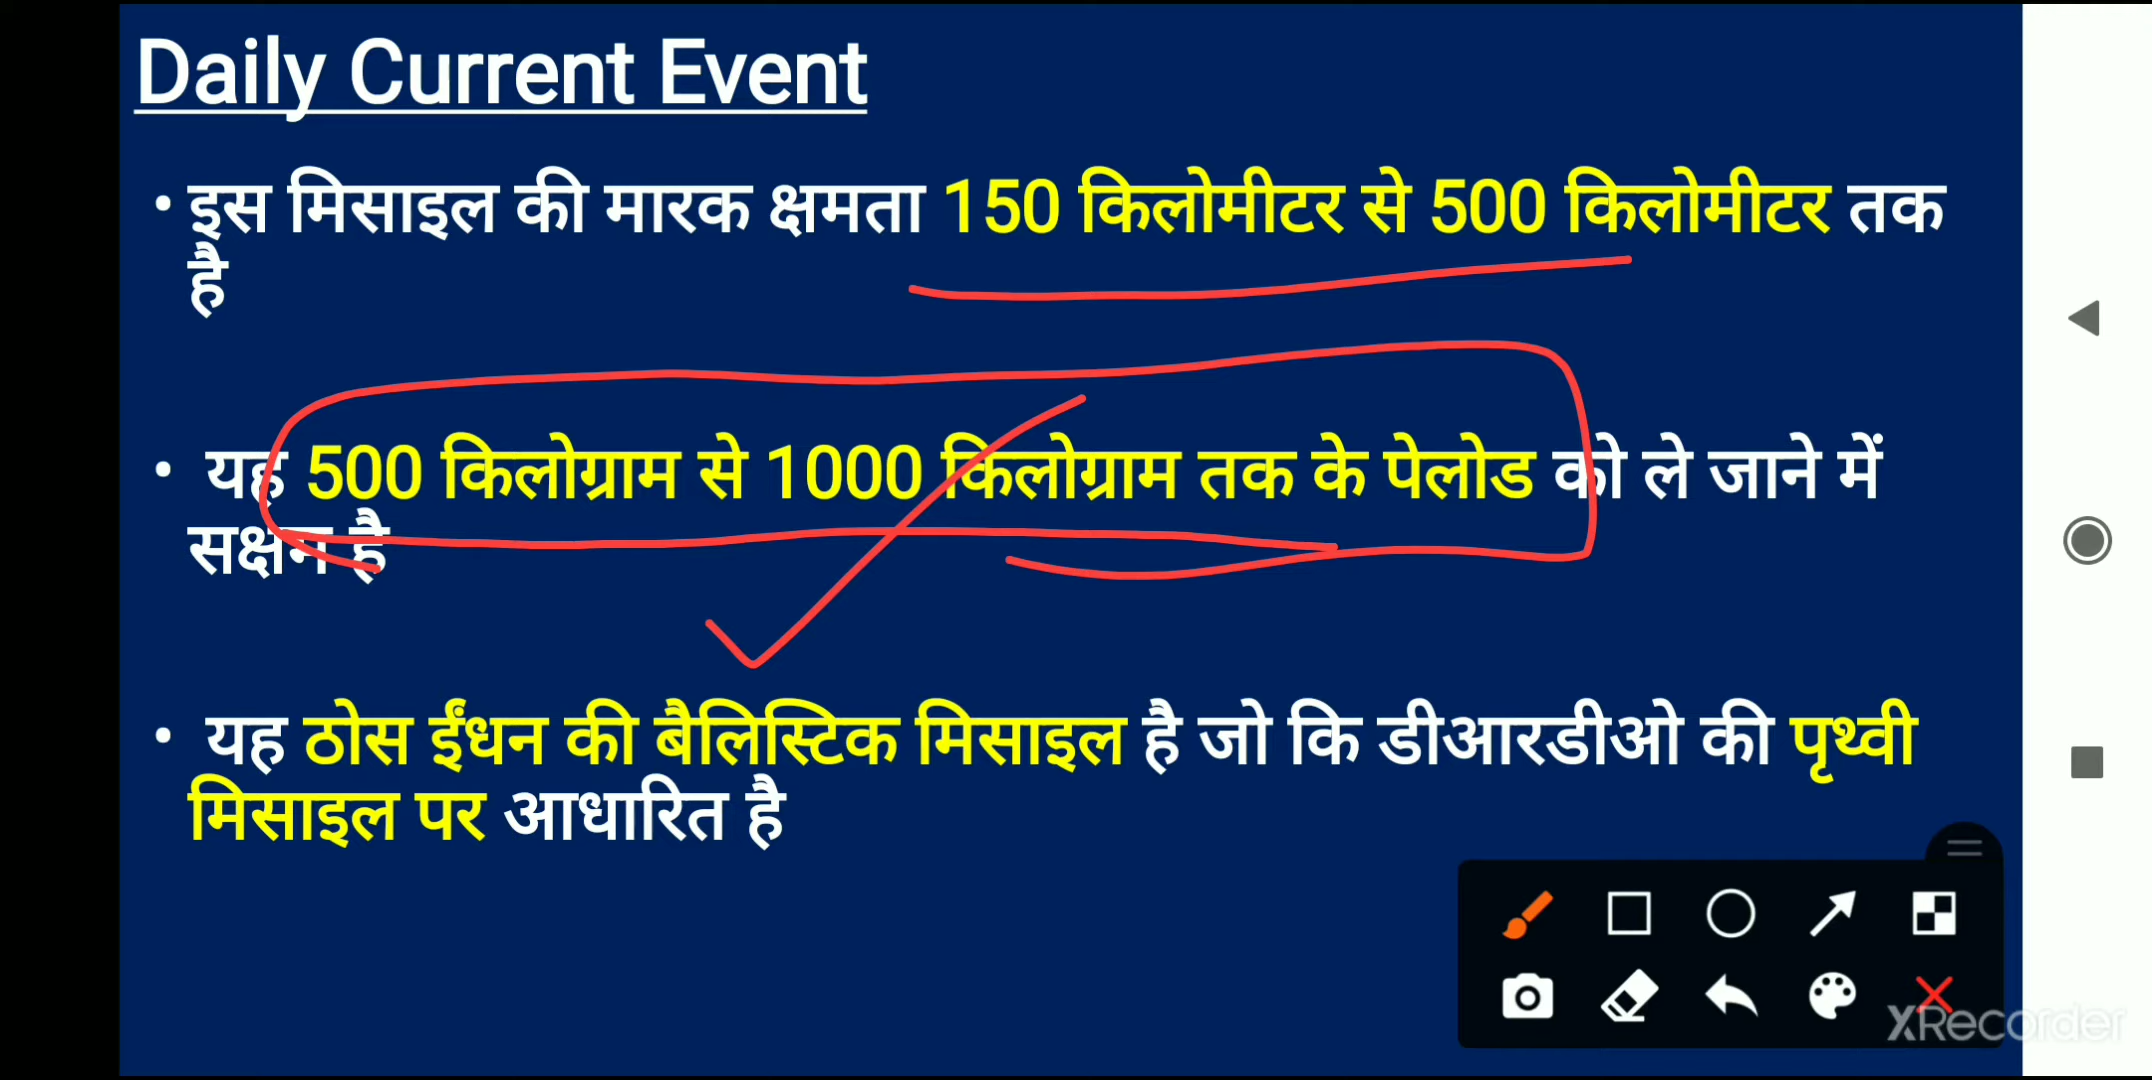 Daily Current Event
• इस मिसाइल की मारक क्षमता 150 किलोमीटर से 500 किलोमीटर तक
है
• यह 500 किलोग्राम से 1000 किलोग्राम तक के पेलोड को ले जाने में
सक्षम है
• यह ठोस ईंधन की बैलिस्टिक मिसाइल है जो कि डीआरडीओ की पृथ्वी
मिसाइल पर आधारित है
XRecorder